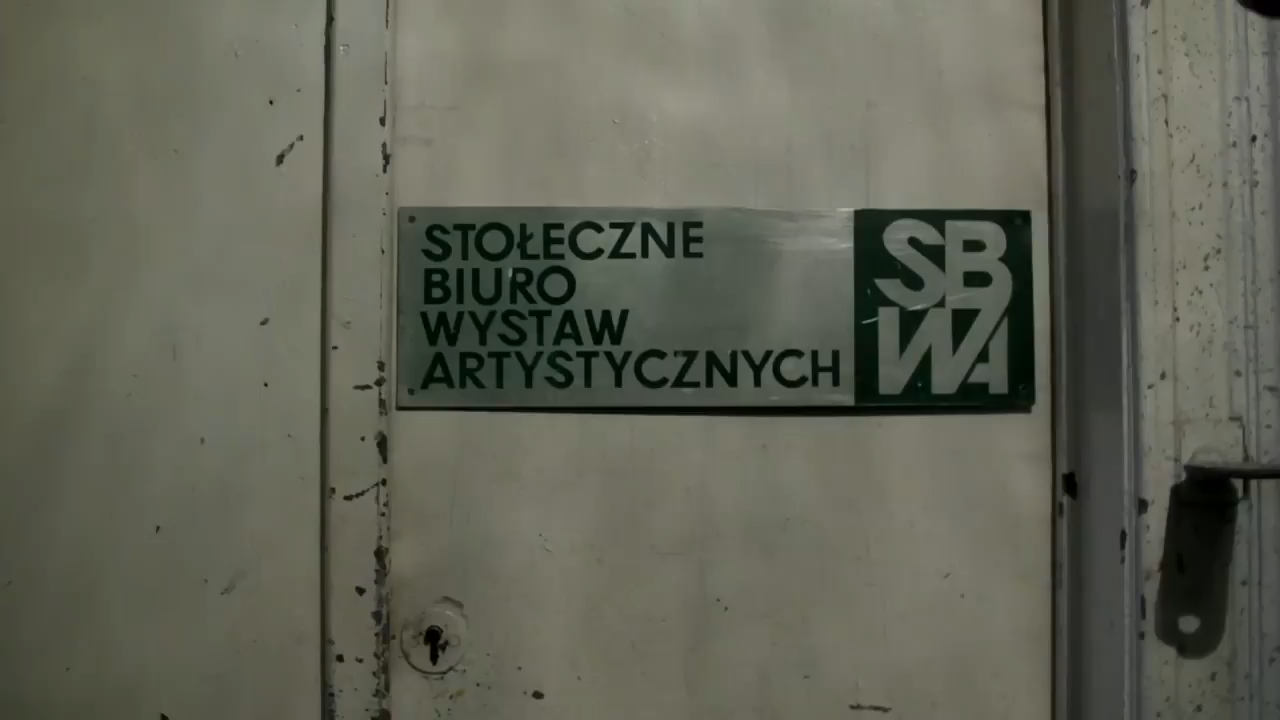 STOŁECZNE
BIURO
WYSTAW
ARTYSTYCZNYCH
SB
WA